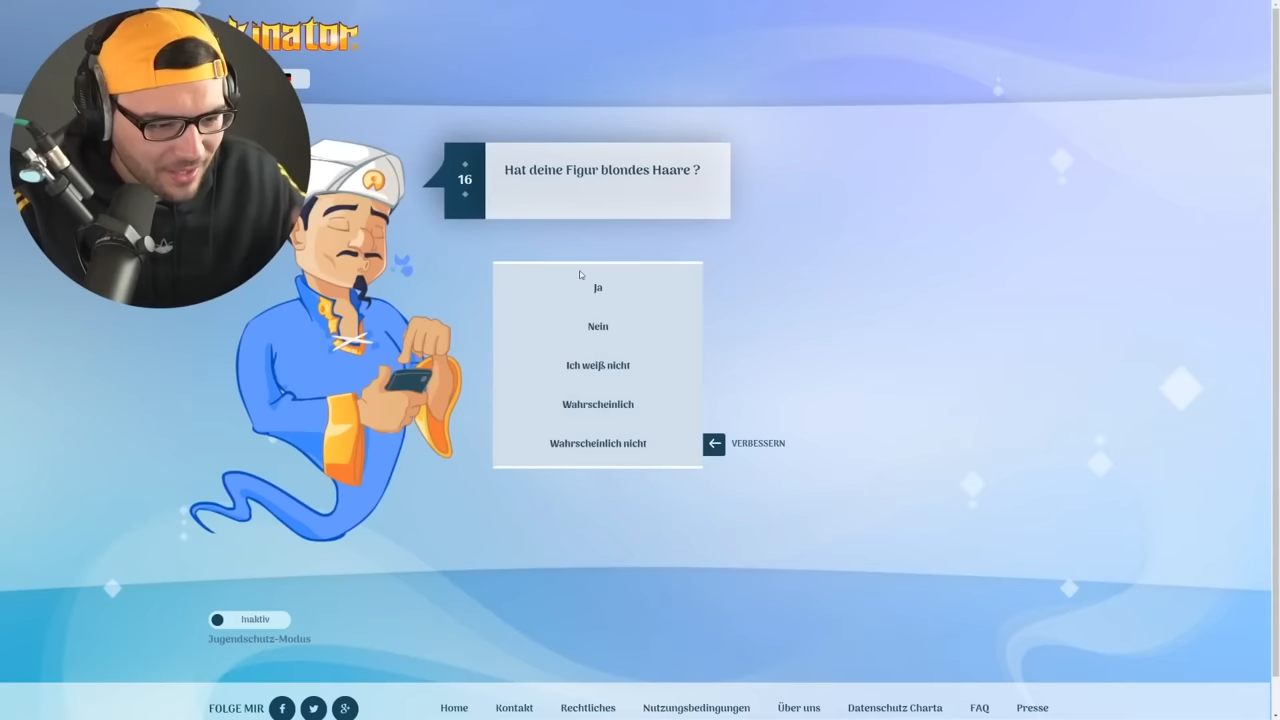 16
Hat deine Figur blondes Haare ?
Ja
Nein
Ich weiß nicht
Wahrscheinlich
Wahrscheinlich nicht
VERBESSERN
Inaktiv
Jugendschutz-Modus
FOLGE MIR
Home
Kontakt
Rechtliches
Nutzungsbedingungen
Über uns
Datenschutz Charta
FAQ
Presse